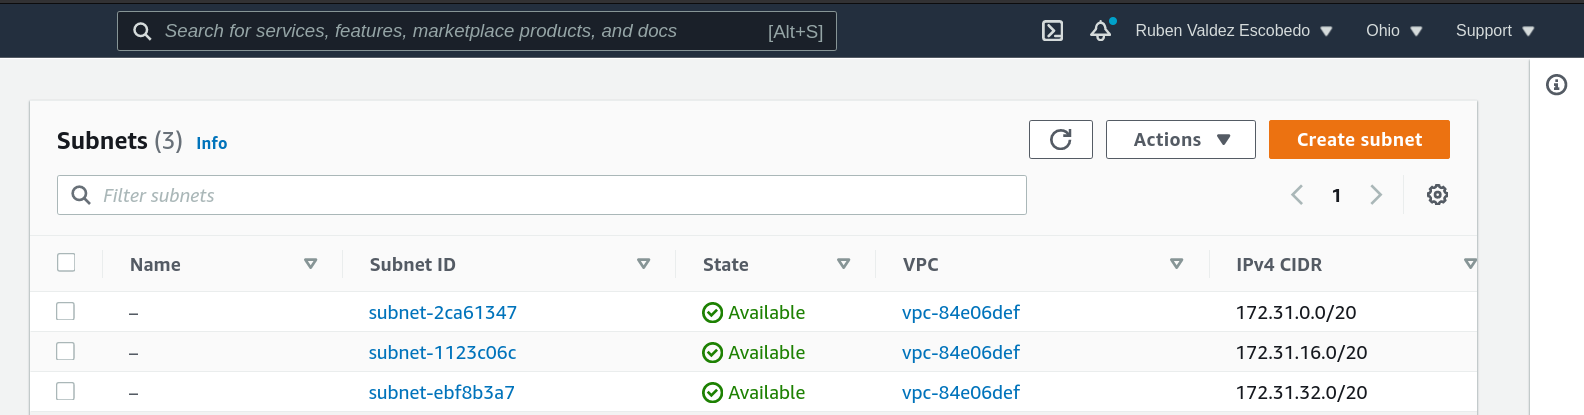 Search for services, features, marketplace products, and docs [Alt+S] Ruben Valdez Escobedo Ohio Support
Subnets (3) Info Actions Create subnet
Filter subnets 1
Name Subnet ID State VPC IPv4 CIDR
– subnet-2ca61347 Available vpc-84e06def 172.31.0.0/20
– subnet-1123c06c Available vpc-84e06def 172.31.16.0/20
– subnet-ebf8b3a7 Available vpc-84e06def 172.31.32.0/20